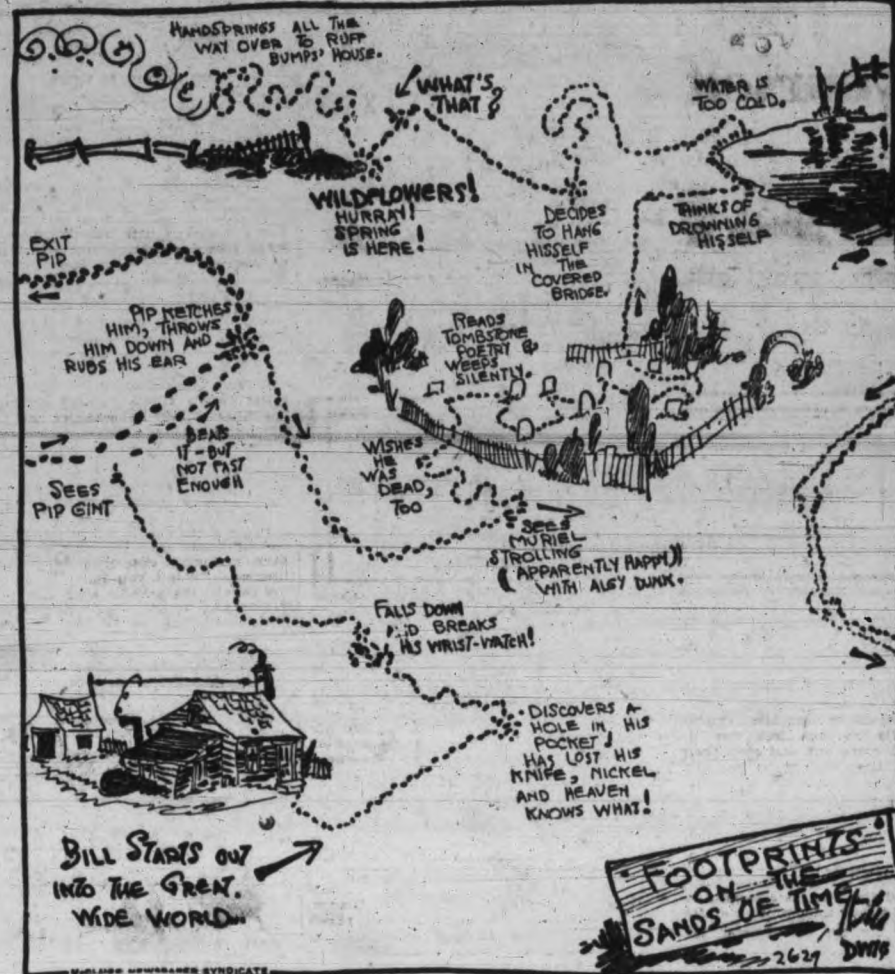 HANDSPRINGS ALL THE
WAY OVER TO RUFF
BUMPS' HOUSE.
WHAT'S
THAT?
WATER IS
TOO COLD.
WILDFLOWERS!
HURRAY!
SPRING
IS HERE!
DECIDES
TO HANG
HISSELF
IN THE
COVERED
BRIDGE.
THINKS OF
DROWNING
HISSELF
EXIT
PIP
PIP KETCHES
HIM, THROWS
HIM DOWN AND
RUBS HIS EAR
READS
TOMBSTONE
POETRY &
WEEPS
SILENTLY.
BEATS
IT-BUT
NOT FAST
ENOUGH
WISHES
HE
WAS
DEAD,
TOO
SEES
PIP GINT
SEES
MURIEL
STROLLING
(APPARENTLY HAPPY)
WITH ALGY DUNK.
FALLS DOWN
BREAKS
HIS WRIST-WATCH!
DISCOVERS A
HOLE IN HIS
POCKET!
HAS LOST HIS
KNIFE, NICKEL
AND HEAVEN
KNOWS WHAT!
BILL STARTS OUT
INTO THE GREAT,
WIDE WORLD...
FOOTPRINTS
ON THE
SANDS OF TIME
2629
McCLURE NEWSPAPER SYNDICATE